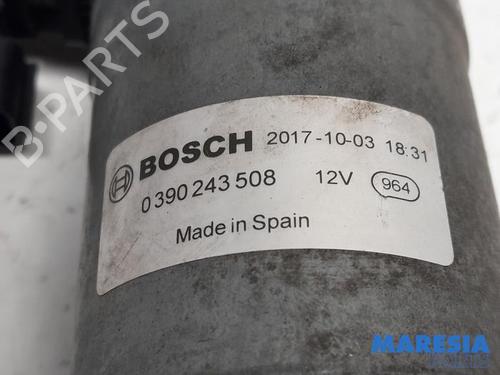 BOSCH 2017-10-03 18:31
0 390 243 508 12V 964
Made in Spain
B-PARTS
MARESIA